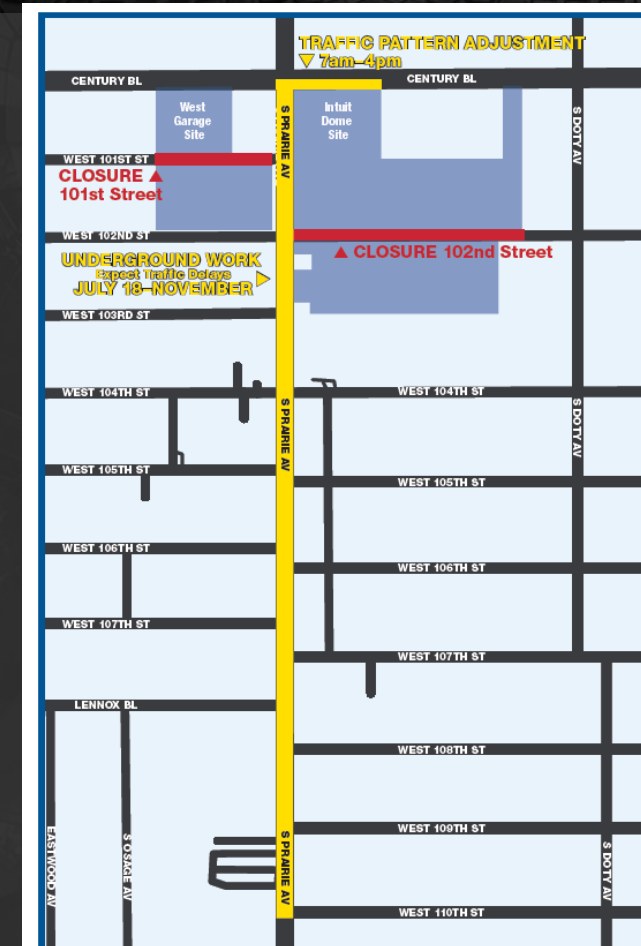 TRAFFIC PATTERN ADJUSTMENT
▼ 7am–4pm
CENTURY BL
CENTURY BL
West
Garage
Site
Intuit
Dome
Site
S PRAIRIE AV
S DOTY AV
WEST 101ST ST
CLOSURE ▲
101st Street
WEST 102ND ST
▲ CLOSURE 102nd Street
UNDERGROUND WORK
Expect Traffic Delays
JULY 18–NOVEMBER
WEST 103RD ST
WEST 104TH ST
WEST 104TH ST
S PRAIRIE AV
S DOTY AV
WEST 105TH ST
WEST 105TH ST
WEST 106TH ST
WEST 106TH ST
WEST 107TH ST
WEST 107TH ST
LENNOX BL
WEST 108TH ST
WEST 109TH ST
EASTWOOD AV
S OSAGE AV
S PRAIRIE AV
S DOTY AV
WEST 110TH ST